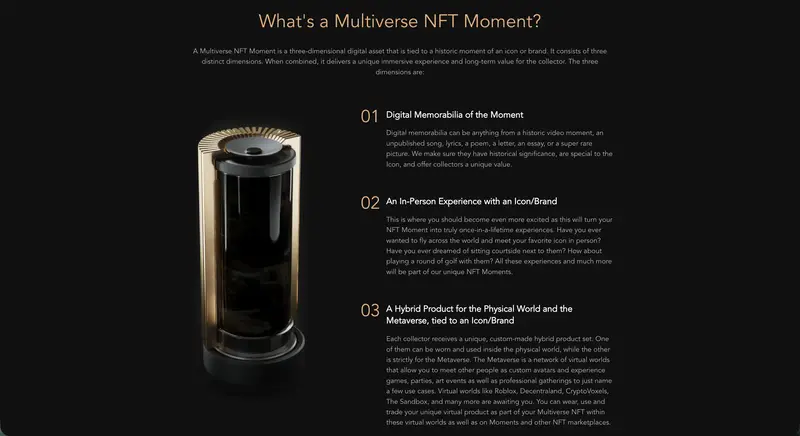 What's a Multiverse NFT Moment?
A Multiverse NFT Moment is a three-dimensional digital asset that is tied to a historic moment of an icon or brand. It consists of three
distinct dimensions. When combined, it delivers a unique immersive experience and long-term value for the collector. The three
dimensions are:
01 Digital Memorabilia of the Moment
Digital memorabilia can be anything from a historic video moment, an
unpublished song, lyrics, a poem, a letter, an essay, or a super rare
picture. We make sure they have historical significance, are special to the
Icon, and offer collectors a unique value.
02 An In-Person Experience with an Icon/Brand
This is where you should become even more excited as this will turn your
NFT Moment into truly once-in-a-lifetime experiences. Have you ever
wanted to fly across the world and meet your favorite icon in person?
Have you ever dreamed of sitting courtside next to them? How about
playing a round of golf with them? All these experiences and much more
will be part of our unique NFT Moments.
03 A Hybrid Product for the Physical World and the
Metaverse, tied to an Icon/Brand
Each collector receives a unique, custom-made hybrid product set. One
of them can be worn and used inside the physical world, while the other
is strictly for the Metaverse. The Metaverse is a network of virtual worlds
that allow you to meet other people as custom avatars and experience
games, parties, art events as well as professional gatherings to just name
a few use cases. Virtual worlds like Roblox, Decentraland, CryptoVoxels,
The Sandbox, and many more are awaiting you. You can wear, use and
trade your unique virtual product as part of your Multiverse NFT within
these virtual worlds as well as on Moments and other NFT marketplaces.